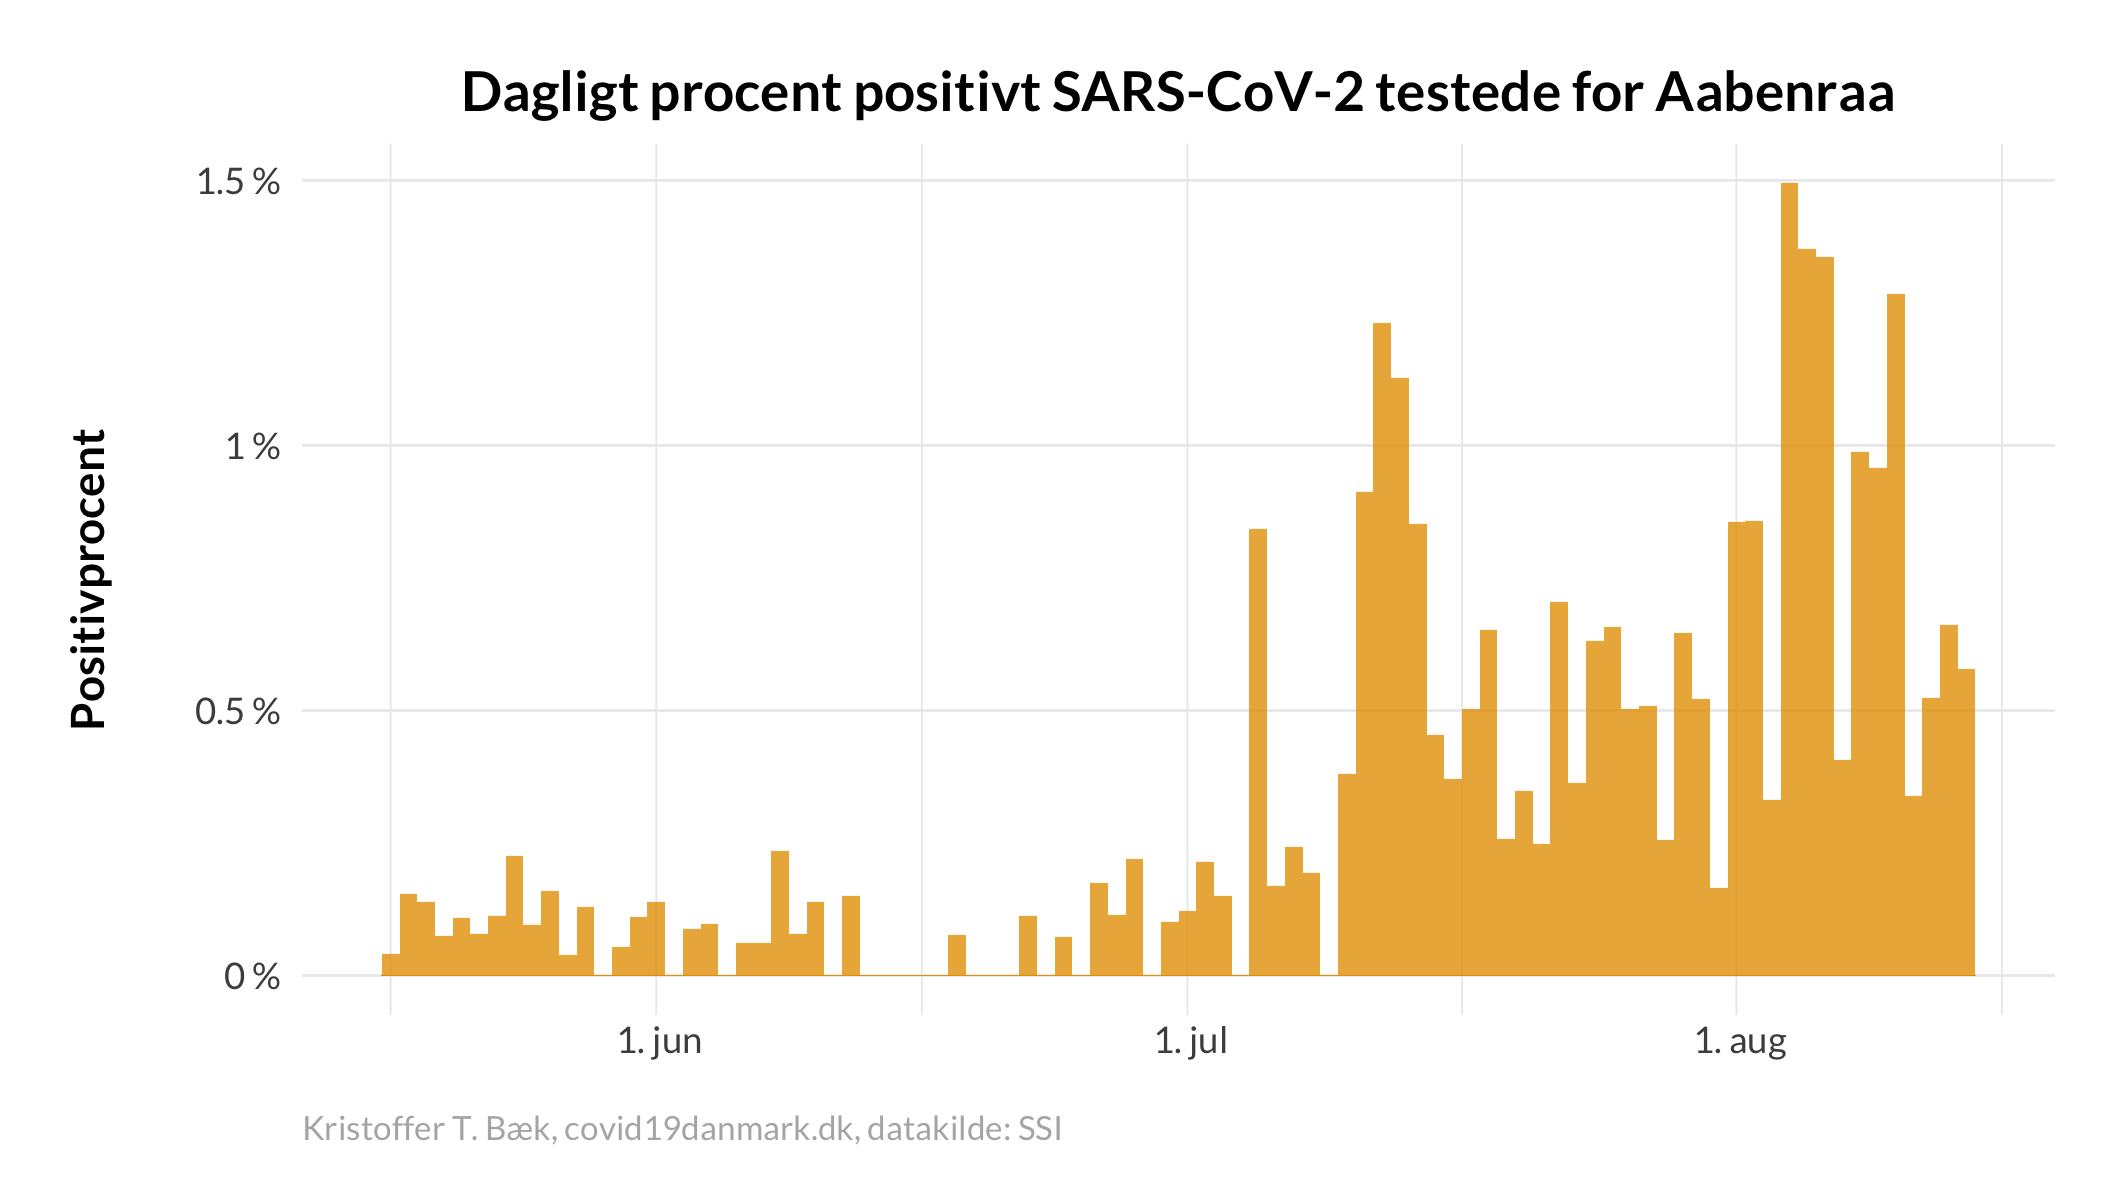 Dagligt procent positivt SARS-CoV-2 testede for Aabenraa
Positivprocent
1.5 %
1 %
0.5 %
0 %
1. jun
1. jul
1. aug
Kristoffer T. Bæk, covid19danmark.dk, datakilde: SSI